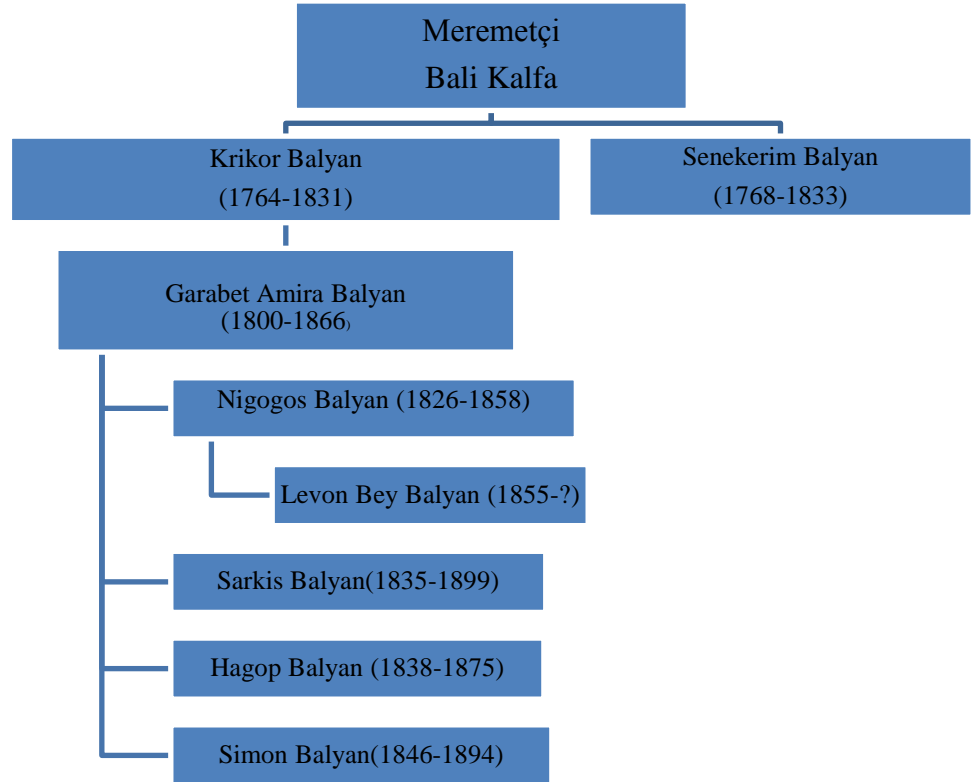 Meremetçi
Bali Kalfa
Krikor Balyan
(1764-1831)
Senekerim Balyan
(1768-1833)
Garabet Amira Balyan
(1800-1866)
Nigogos Balyan (1826-1858)
Levon Bey Balyan (1855-?)
Sarkis Balyan(1835-1899)
Hagop Balyan (1838-1875)
Simon Balyan(1846-1894)